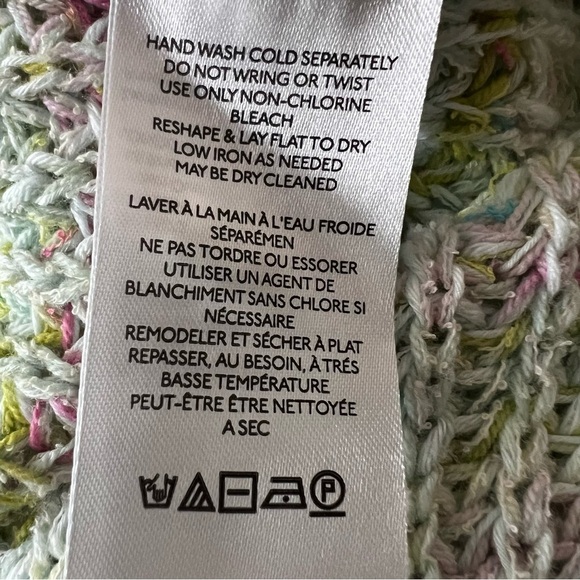 HAND WASH COLD SEPARATELY
DO NOT WRING OR TWIST
USE ONLY NON-CHLORINE
BLEACH
RESHAPE & LAY FLAT TO DRY
LOW IRON AS NEEDED
MAY BE DRY CLEANED
LAVER À LA MAIN À L'EAU FROIDE
SÉPARÉMEN
NE PAS TORDRE OU ESSORER
UTILISER UN AGENT DE
BLANCHIMENT SANS CHLORE SI
NÉCESSAIRE
REMODELER ET SÉCHER À PLAT
REPASSER, AU BESOIN, À TRÉS
BASSE TEMPÉRATURE
PEUT-ÊTRE ÊTRE NETTOYÉE
A SEC
P